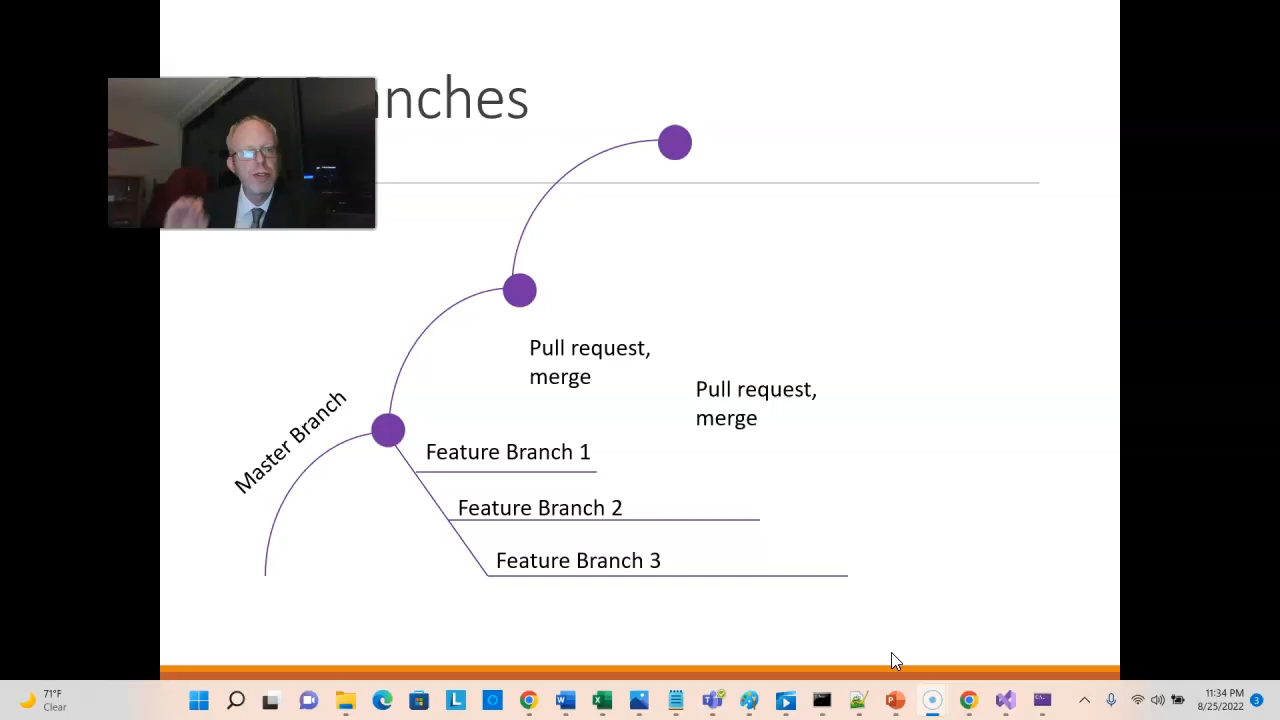 nches
Pull request,
merge
Pull request,
merge
Master Branch
Feature Branch 1
Feature Branch 2
Feature Branch 3
71°F
Clear
11:34 PM
8/25/2022
3